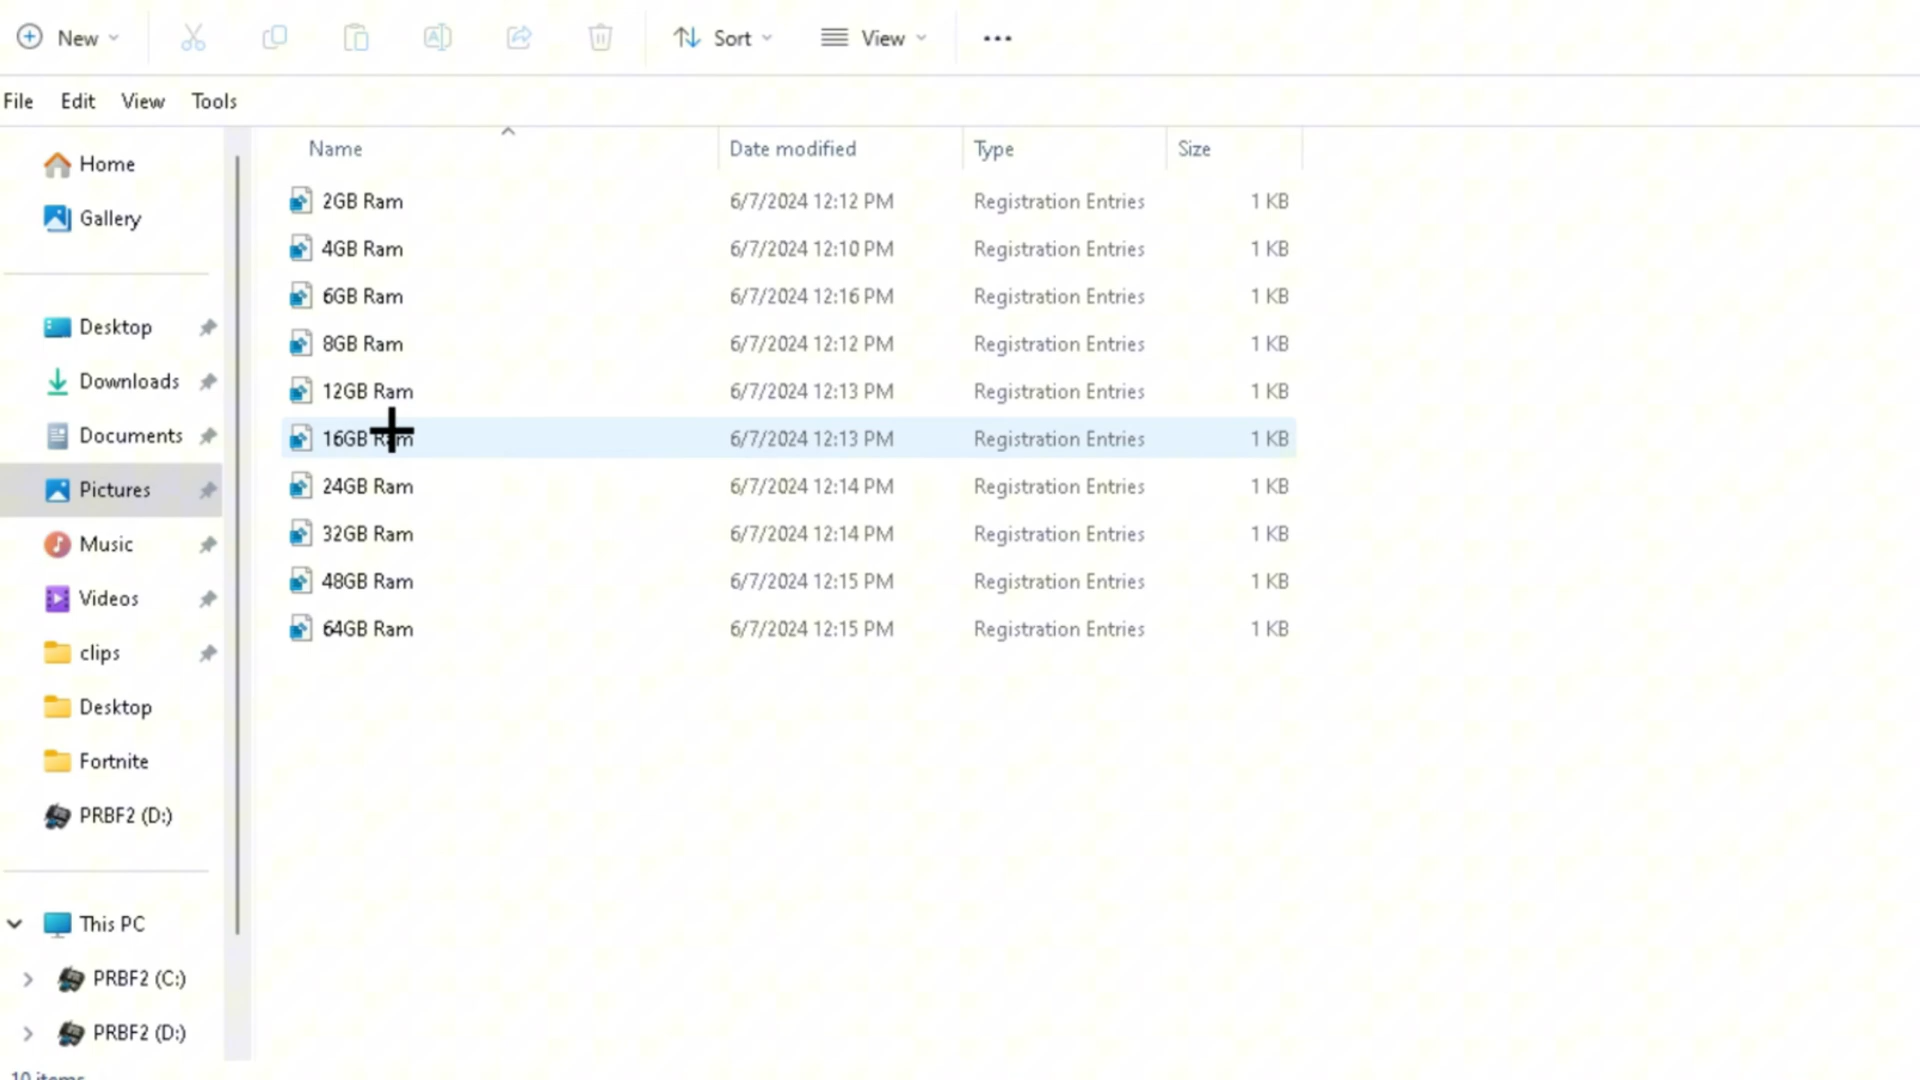 New Sort View
File Edit View Tools
Name Date modified Type Size
Home
Gallery
Desktop
Downloads
Documents
Pictures
Music
Videos
clips
Desktop
Fortnite
PRBF2 (D:)
This PC
PRBF2 (C:)
PRBF2 (D:)
2GB Ram 6/7/2024 12:12 PM Registration Entries 1 KB
4GB Ram 6/7/2024 12:10 PM Registration Entries 1 KB
6GB Ram 6/7/2024 12:16 PM Registration Entries 1 KB
8GB Ram 6/7/2024 12:12 PM Registration Entries 1 KB
12GB Ram 6/7/2024 12:13 PM Registration Entries 1 KB
16GB Ram 6/7/2024 12:13 PM Registration Entries 1 KB
24GB Ram 6/7/2024 12:14 PM Registration Entries 1 KB
32GB Ram 6/7/2024 12:14 PM Registration Entries 1 KB
48GB Ram 6/7/2024 12:15 PM Registration Entries 1 KB
64GB Ram 6/7/2024 12:15 PM Registration Entries 1 KB
10 items